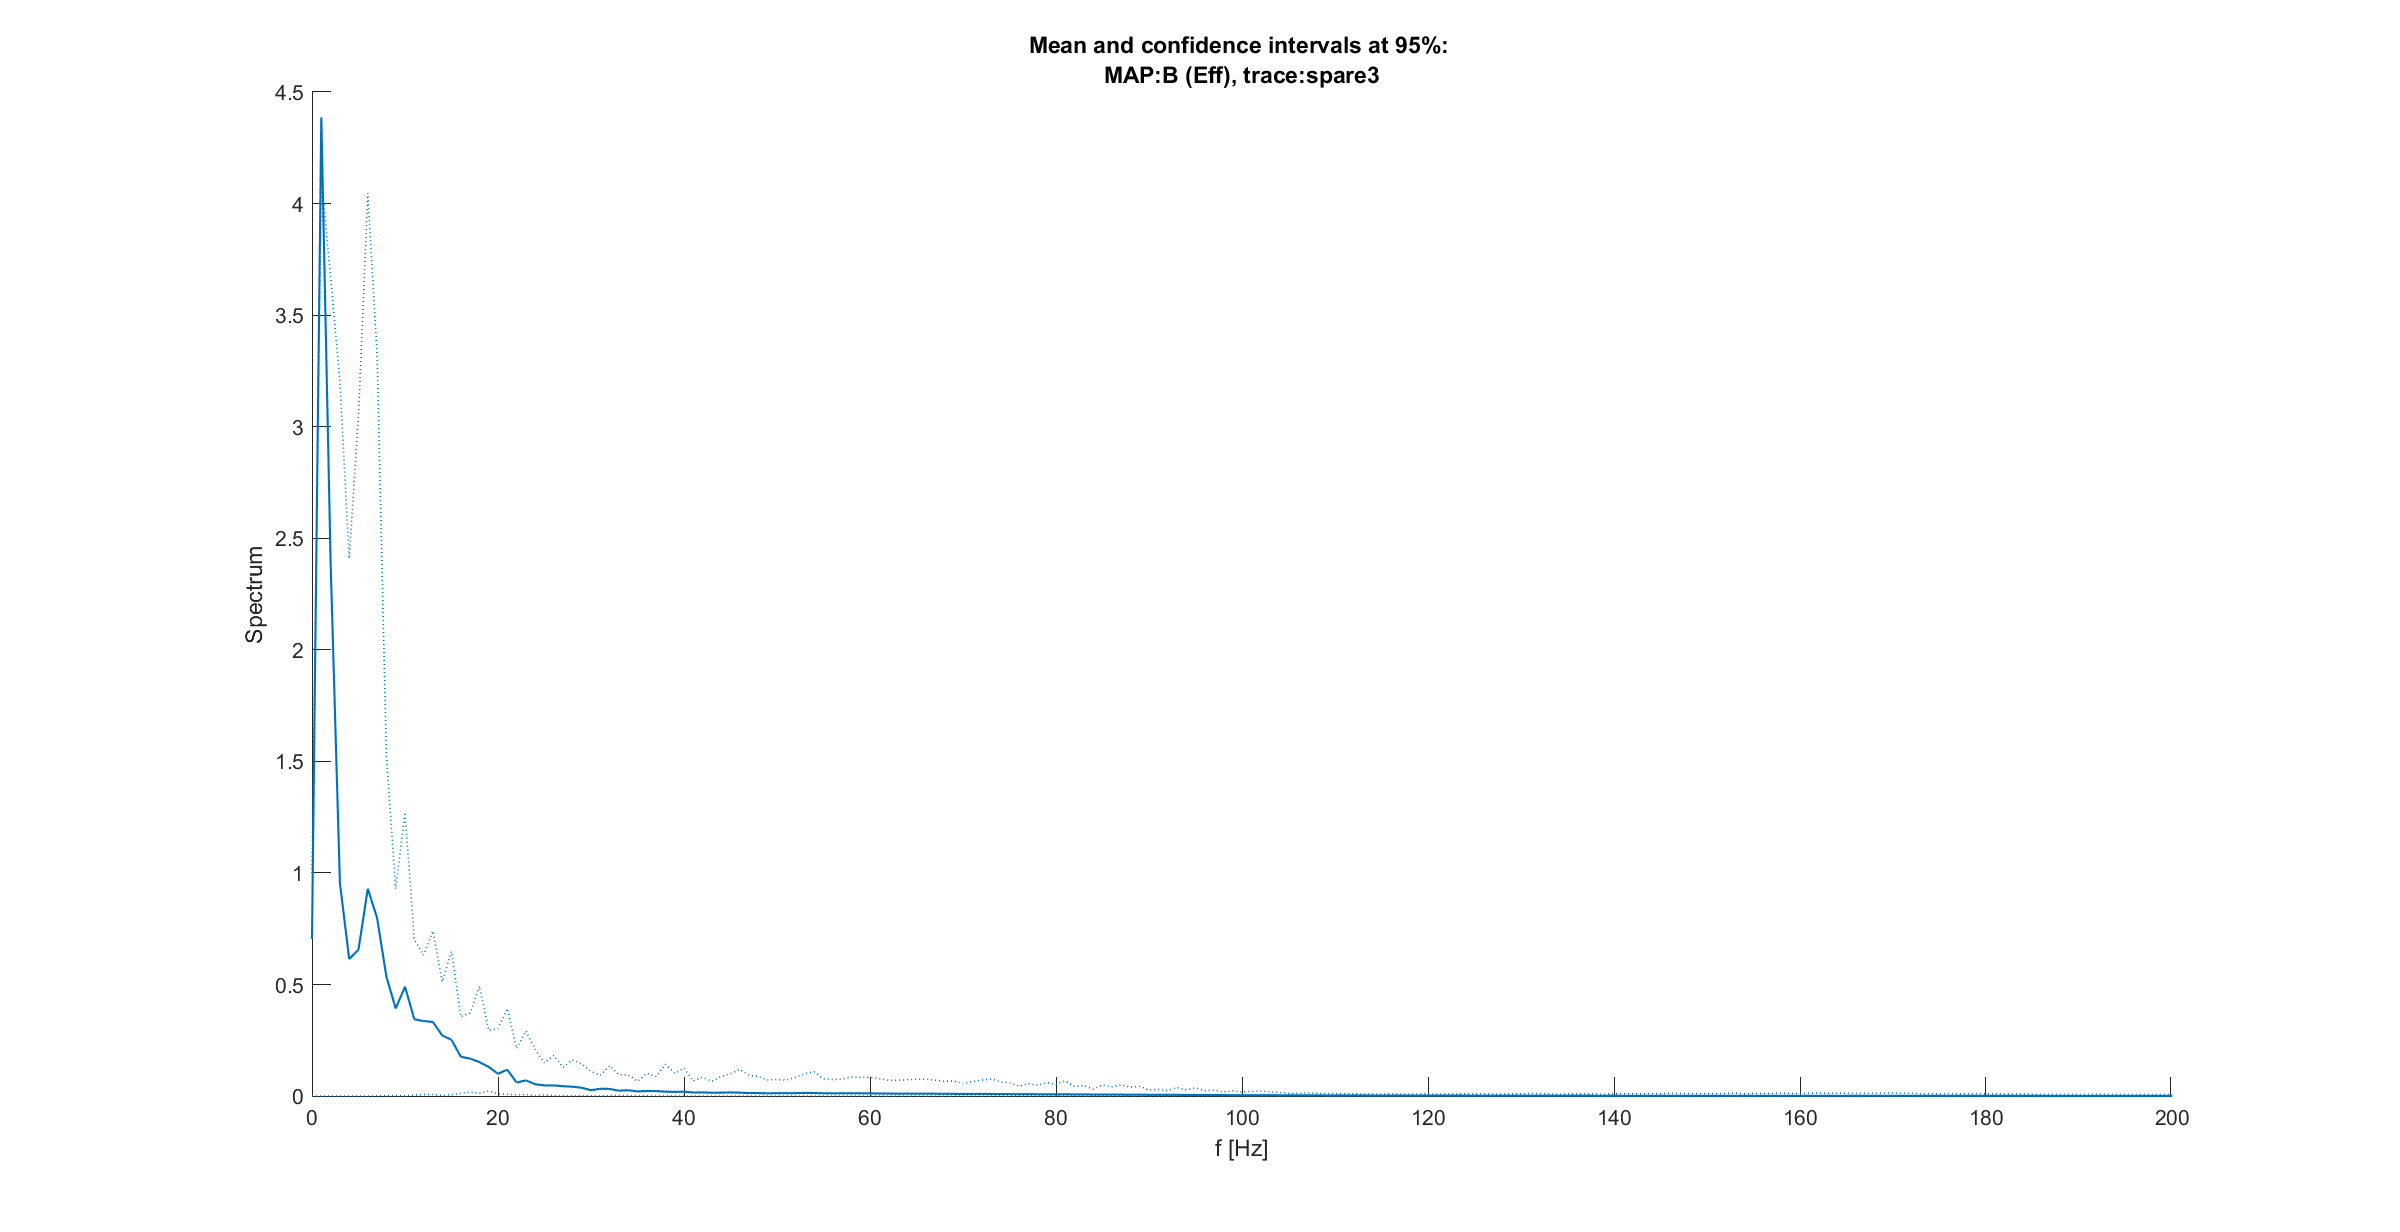 Mean and confidence intervals at 95%:
MAP:B (Eff), trace:spare3
4.5
4
3.5
3
2.5
2
1.5
1
0.5
0
Spectrum
0 20 40 60 80 100 120 140 160 180 200
f [Hz]